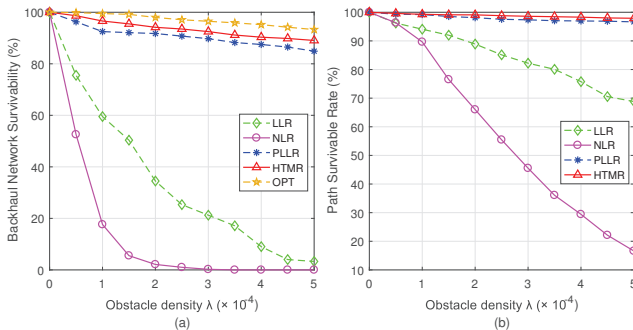 Backhaul Network Survivability (%)
100
80
60
40
20
0
LLR
NLR
PLLR
HTMR
OPT
0 1 2 3 4 5
Obstacle density λ (× 10⁻⁴)
(a)
Path Survivable Rate (%)
100
90
80
70
60
50
40
30
20
10
LLR
NLR
PLLR
HTMR
0 1 2 3 4 5
Obstacle density λ (× 10⁻⁴)
(b)